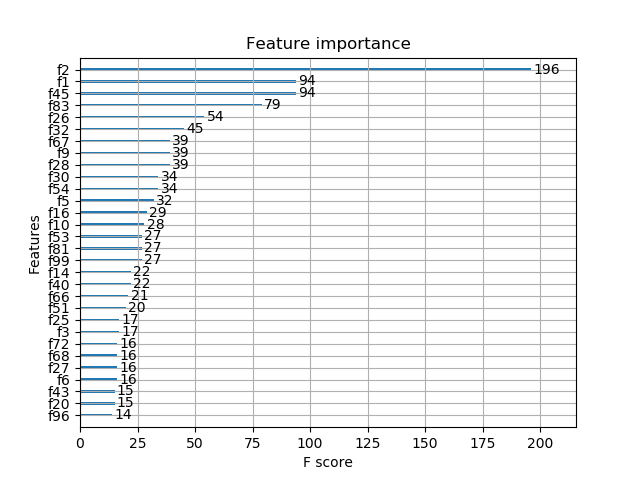 Feature importance
f2 196
f1 94
f45 94
f83 79
f26 54
f32 45
f67 39
f9 39
f28 39
f30 34
f54 34
f5 32
f16 29
f10 28
f53 27
f81 27
f99 27
f14 22
f40 22
f66 21
f51 20
f25 17
f3 17
f72 16
f68 16
f27 16
f6 16
f43 15
f20 15
f96 14
Features
0 25 50 75 100 125 150 175 200
F score